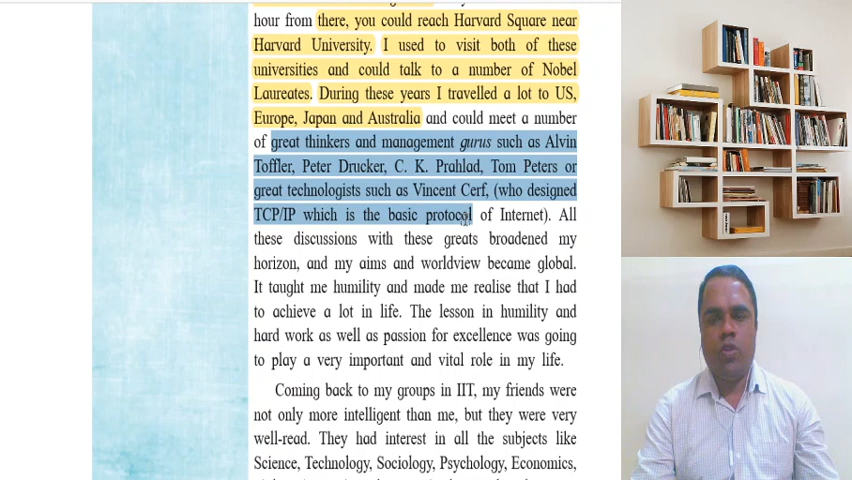 hour from there, you could reach Harvard Square near
Harvard University. I used to visit both of these
universities and could talk to a number of Nobel
Laureates. During these years I travelled a lot to US,
Europe, Japan and Australia and could meet a number
of great thinkers and management gurus such as Alvin
Toffler, Peter Drucker, C. K. Prahlad, Tom Peters or
great technologists such as Vincent Cerf, (who designed
TCP/IP which is the basic protocol of Internet). All
these discussions with these greats broadened my
horizon, and my aims and worldview became global.
It taught me humility and made me realise that I had
to achieve a lot in life. The lesson in humility and
hard work as well as passion for excellence was going
to play a very important and vital role in my life.
Coming back to my groups in IIT, my friends were
not only more intelligent than me, but they were very
well-read. They had interest in all the subjects like
Science, Technology, Sociology, Psychology, Economics,